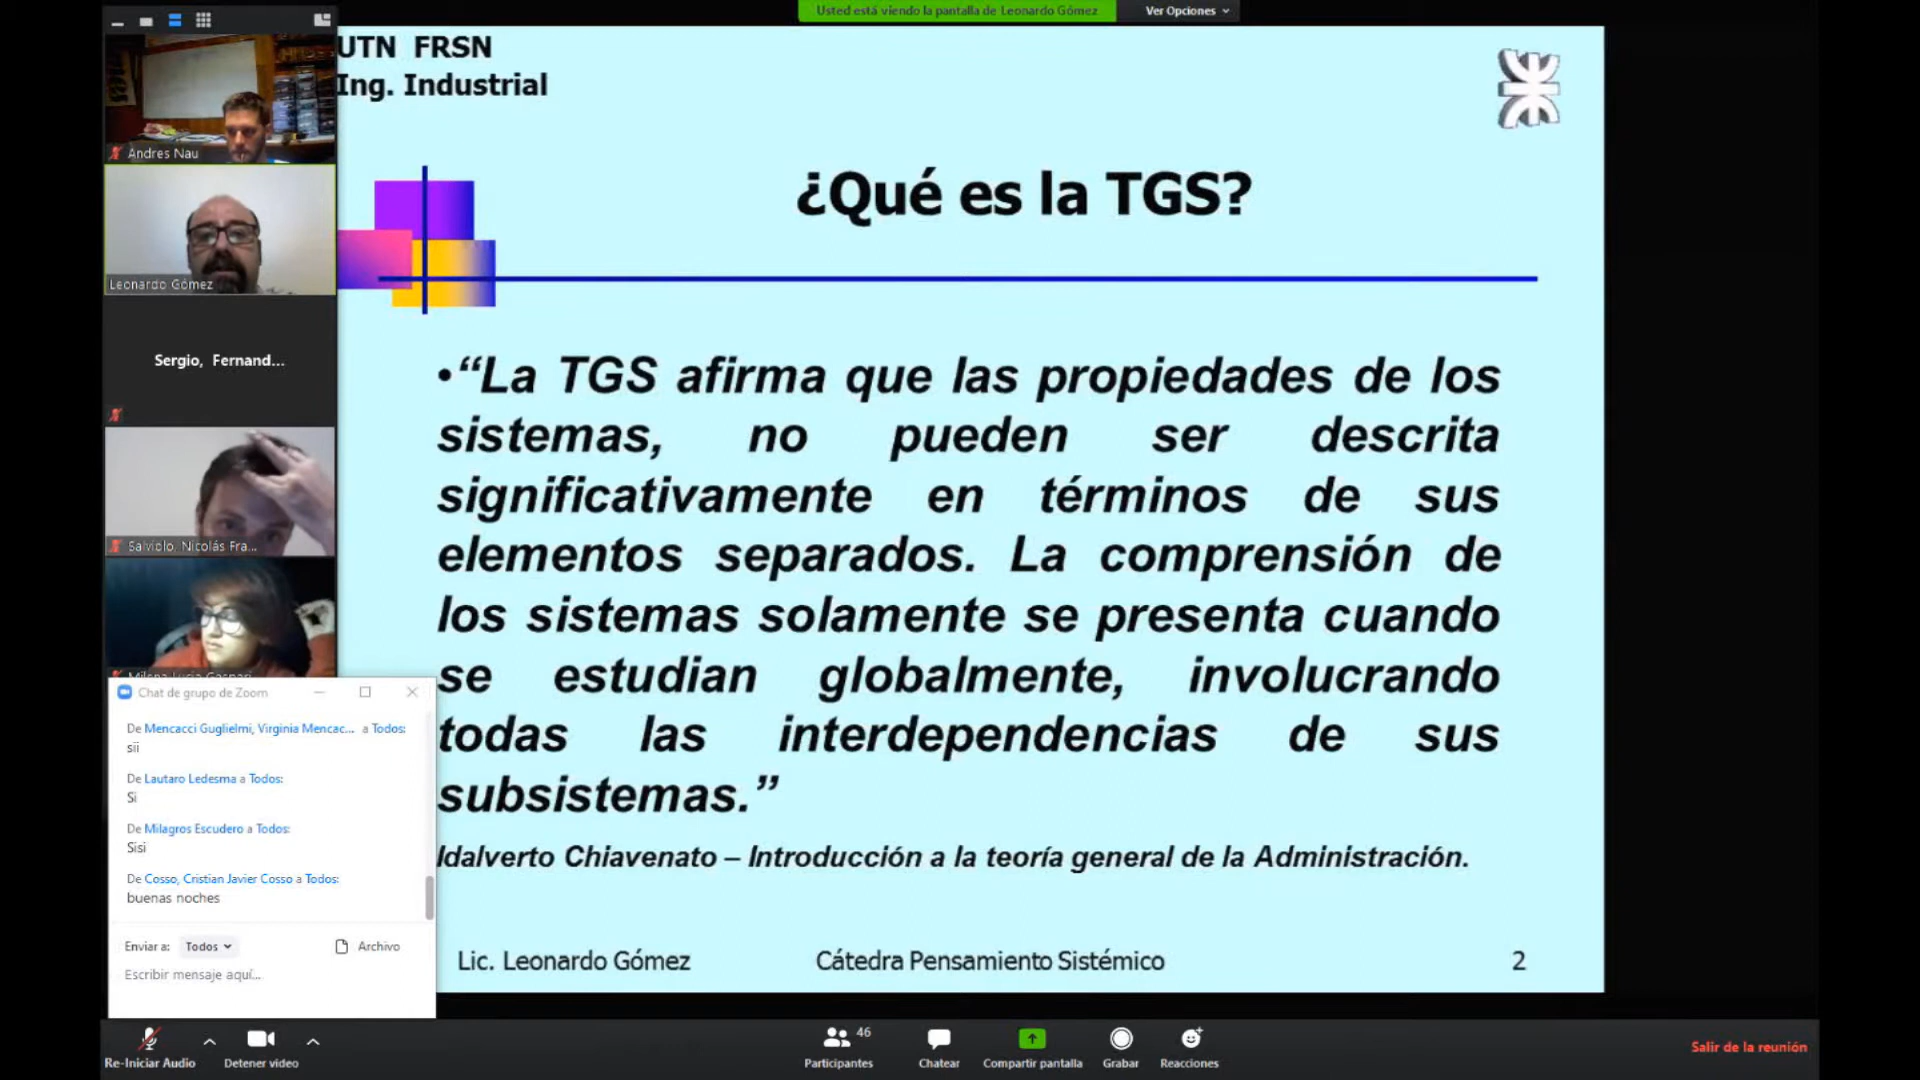 Usted está viendo la pantalla de Leonardo Gómez
Ver Opciones
UTN FRSN
Ing. Industrial
Andres Nau
Leonardo Gómez
Sergio, Fernand...
Salviolo, Nicolás Fra...
Milena Lucia Gaspari
¿Qué es la TGS?
•“La TGS afirma que las propiedades de los
sistemas, no pueden ser descrita
significativamente en términos de sus
elementos separados. La comprensión de
los sistemas solamente se presenta cuando
se estudian globalmente, involucrando
todas las interdependencias de sus
subsistemas.”
Idalverto Chiavenato – Introducción a la teoría general de la Administración.
Lic. Leonardo Gómez
Cátedra Pensamiento Sistémico
2
Chat de grupo de Zoom
De Mencacci Guglielmi, Virginia Mencac... a Todos:
sii
De Lautaro Ledesma a Todos:
Si
De Milagros Escudero a Todos:
Sisi
De Cosso, Cristian Javier Cosso a Todos:
buenas noches
Enviar a: Todos
Archivo
Escribir mensaje aquí...
Re-Iniciar Audio
Detener video
46
Participantes
Chatear
Compartir pantalla
Grabar
Reacciones
Salir de la reunión